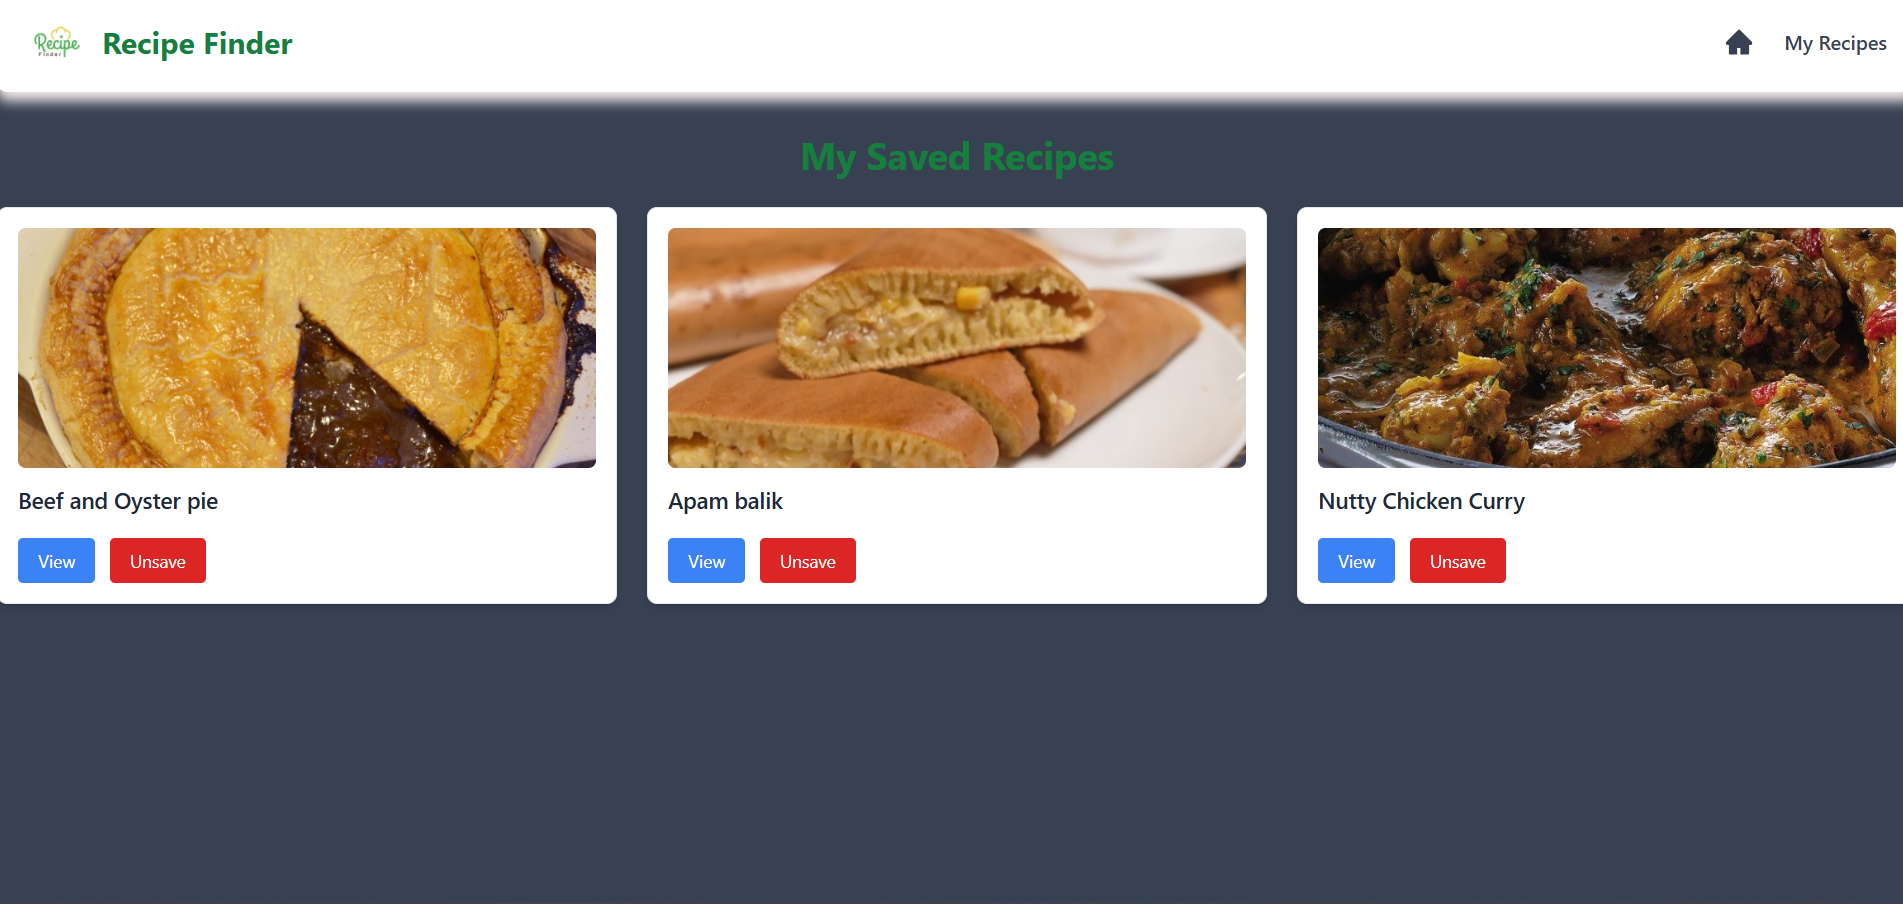 Recipe
Finder
Recipe Finder
My Recipes
My Saved Recipes
Beef and Oyster pie
View
Unsave
Apam balik
View
Unsave
Nutty Chicken Curry
View
Unsave